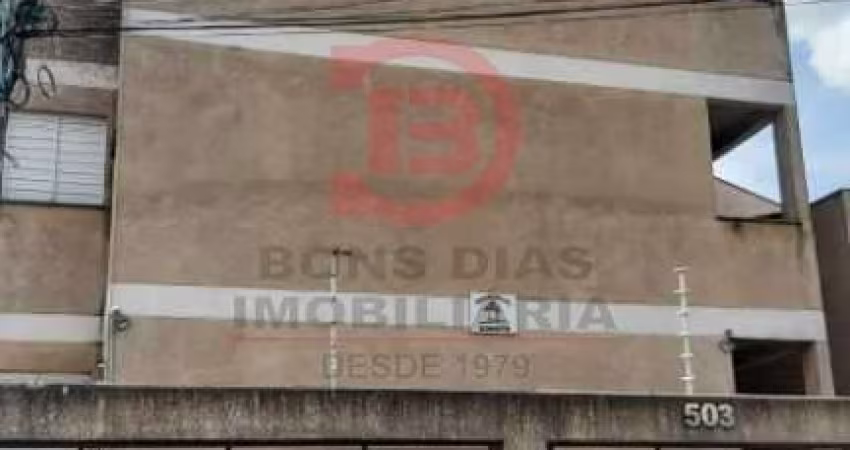 B
BONS DIAS
IMOBILIÁRIA
DESDE 1979
503